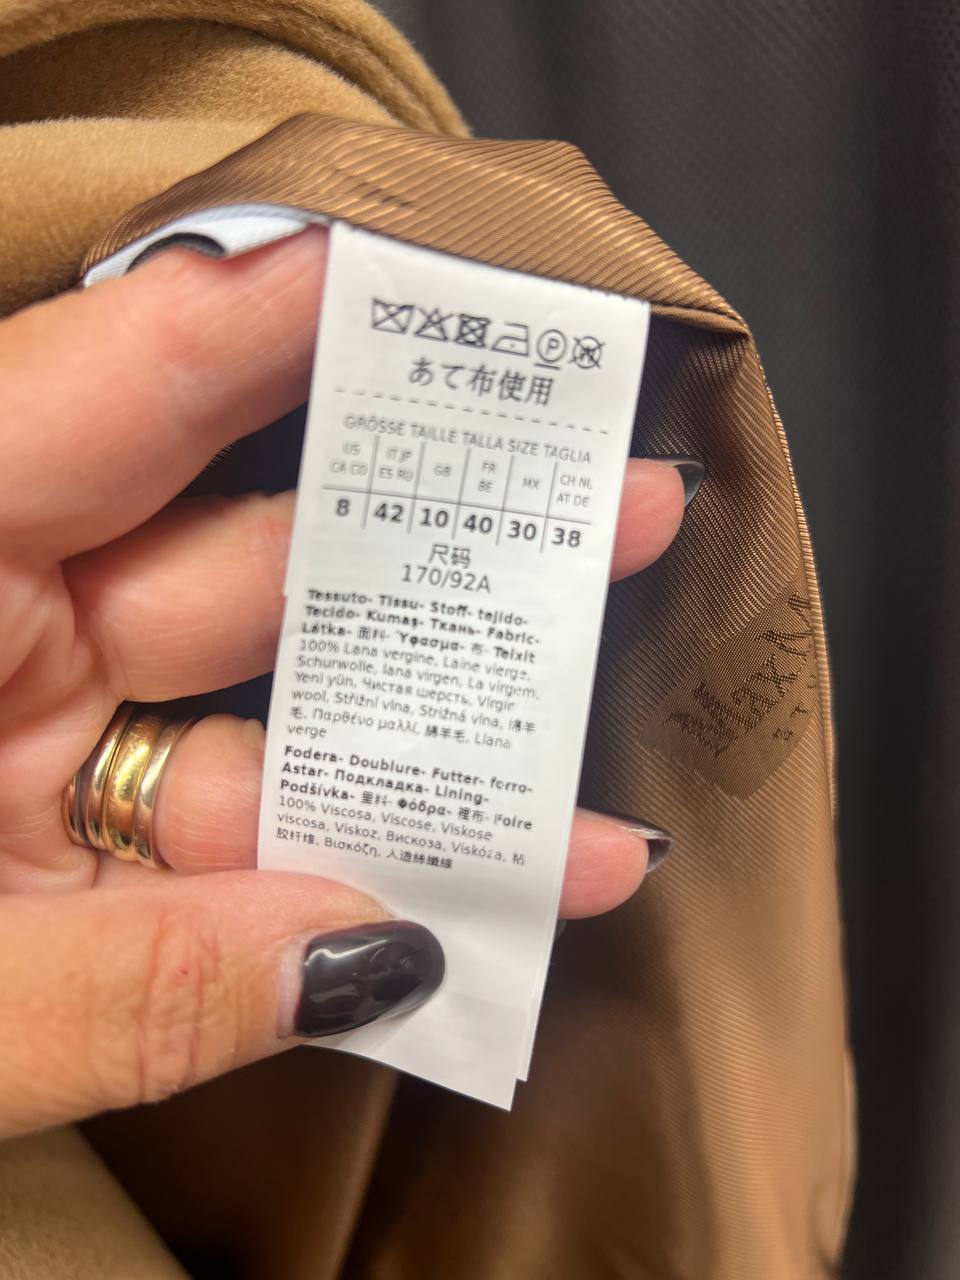 あて布使用
GRÖSSE TAILLE TALLA SIZE TAGLIA
US CA CO IT JP ES RU GB FR BE MX CH NL AT DE
8 42 10 40 30 38
尺码
170/92A
Tessuto- Tissu- Stoff- tejido-
Tecido- Kumaş- Ткань- Fabric-
Látka- 面料- Ύφασμα- 布- Teixit
100% Lana vergine, Laine vierge,
Schurwolle, lana virgen, La virgem,
Yeni yün, Чистая шерсть, Virgin
wool, Střižní vlna, Strižná vlna, 绵羊
毛, Παρθένο μαλλί, 綿羊毛, Llana
verge
Fodera- Doublure- Futter- forro-
Astar- Подкладка- Lining-
Podšívka- 里料- Φόδρα- 裡布- Folre
100% Viscosa, Viscose, Viskose
viscosa, Viskoz, Вискоза, Viskóza, 粘
胶纤维, Βισκόζη, 人造絲纖維
MaxM